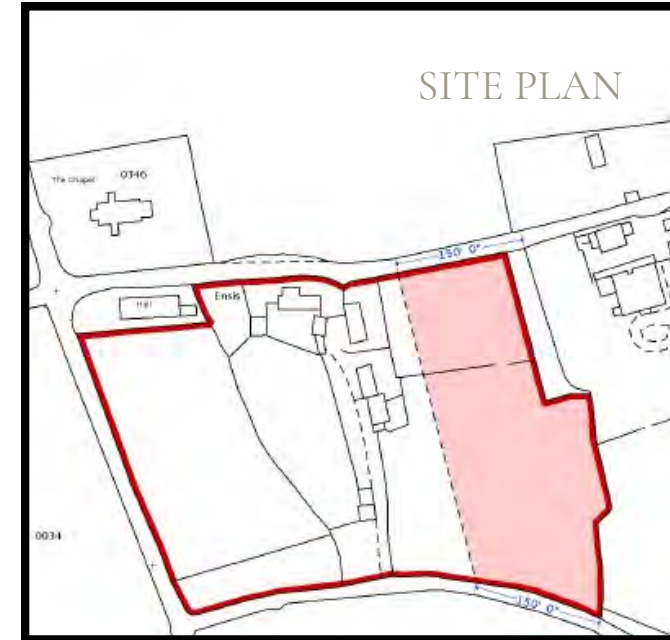 SITE PLAN
The Chapel 0346
150' 0"
Hall
Ensis
0034
150' 0"